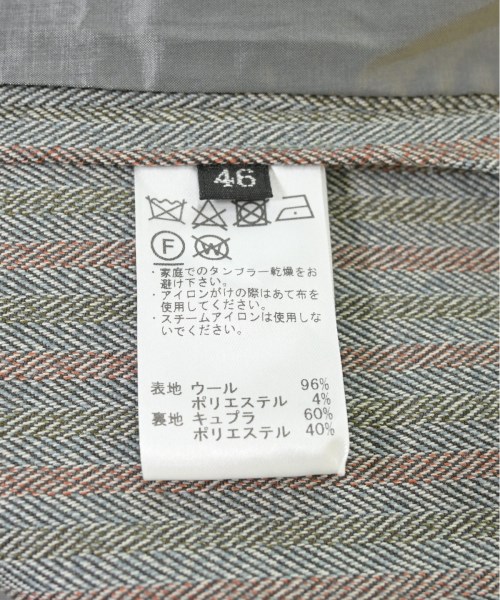 46
F W
・家庭でのタンブラー乾燥をお
避け下さい。
・アイロンがけの際はあて布を
使用してください。
・スチームアイロンは使用しな
いでください。
表地 ウール 96%
ポリエステル 4%
裏地 キュプラ 60%
ポリエステル 40%